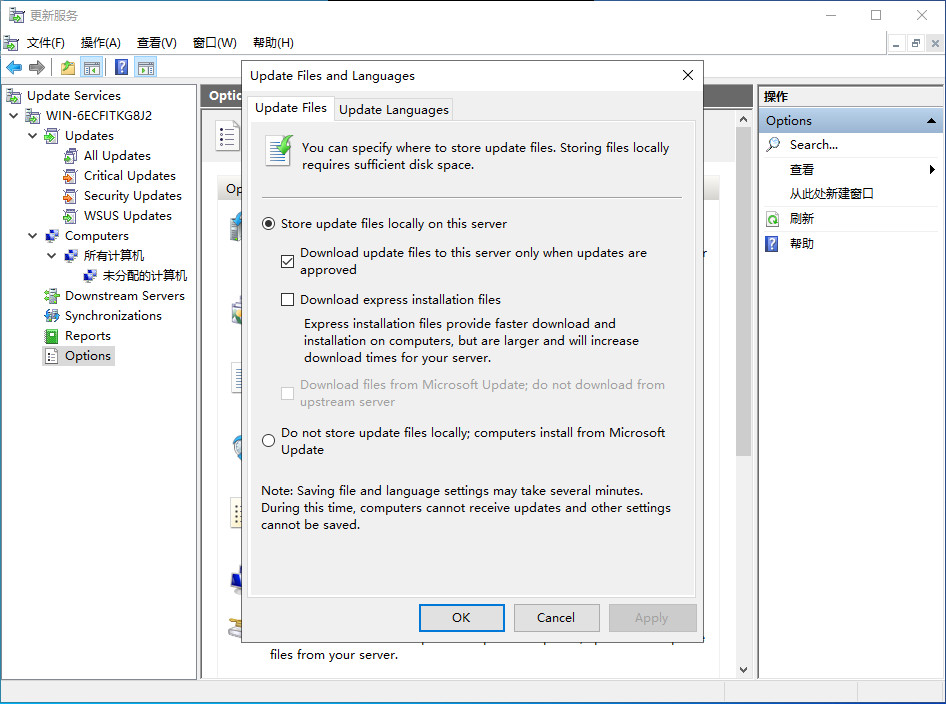 更新服务
文件(F) 操作(A) 查看(V) 窗口(W) 帮助(H)
Update Services
WIN-6ECFITKG8J2
Updates
All Updates
Critical Updates
Security Updates
WSUS Updates
Computers
所有计算机
未分配的计算机
Downstream Servers
Synchronizations
Reports
Options
Update Files and Languages
Update Files
Update Languages
You can specify where to store update files. Storing files locally
requires sufficient disk space.
Store update files locally on this server
Download update files to this server only when updates are
approved
Download express installation files
Express installation files provide faster download and
installation on computers, but are larger and will increase
download times for your server.
Download files from Microsoft Update; do not download from
upstream server
Do not store update files locally; computers install from Microsoft
Update
Note: Saving file and language settings may take several minutes.
During this time, computers cannot receive updates and other settings
cannot be saved.
OK
Cancel
Apply
files from your server.
操作
Options
Search...
查看
从此处新建窗口
刷新
帮助